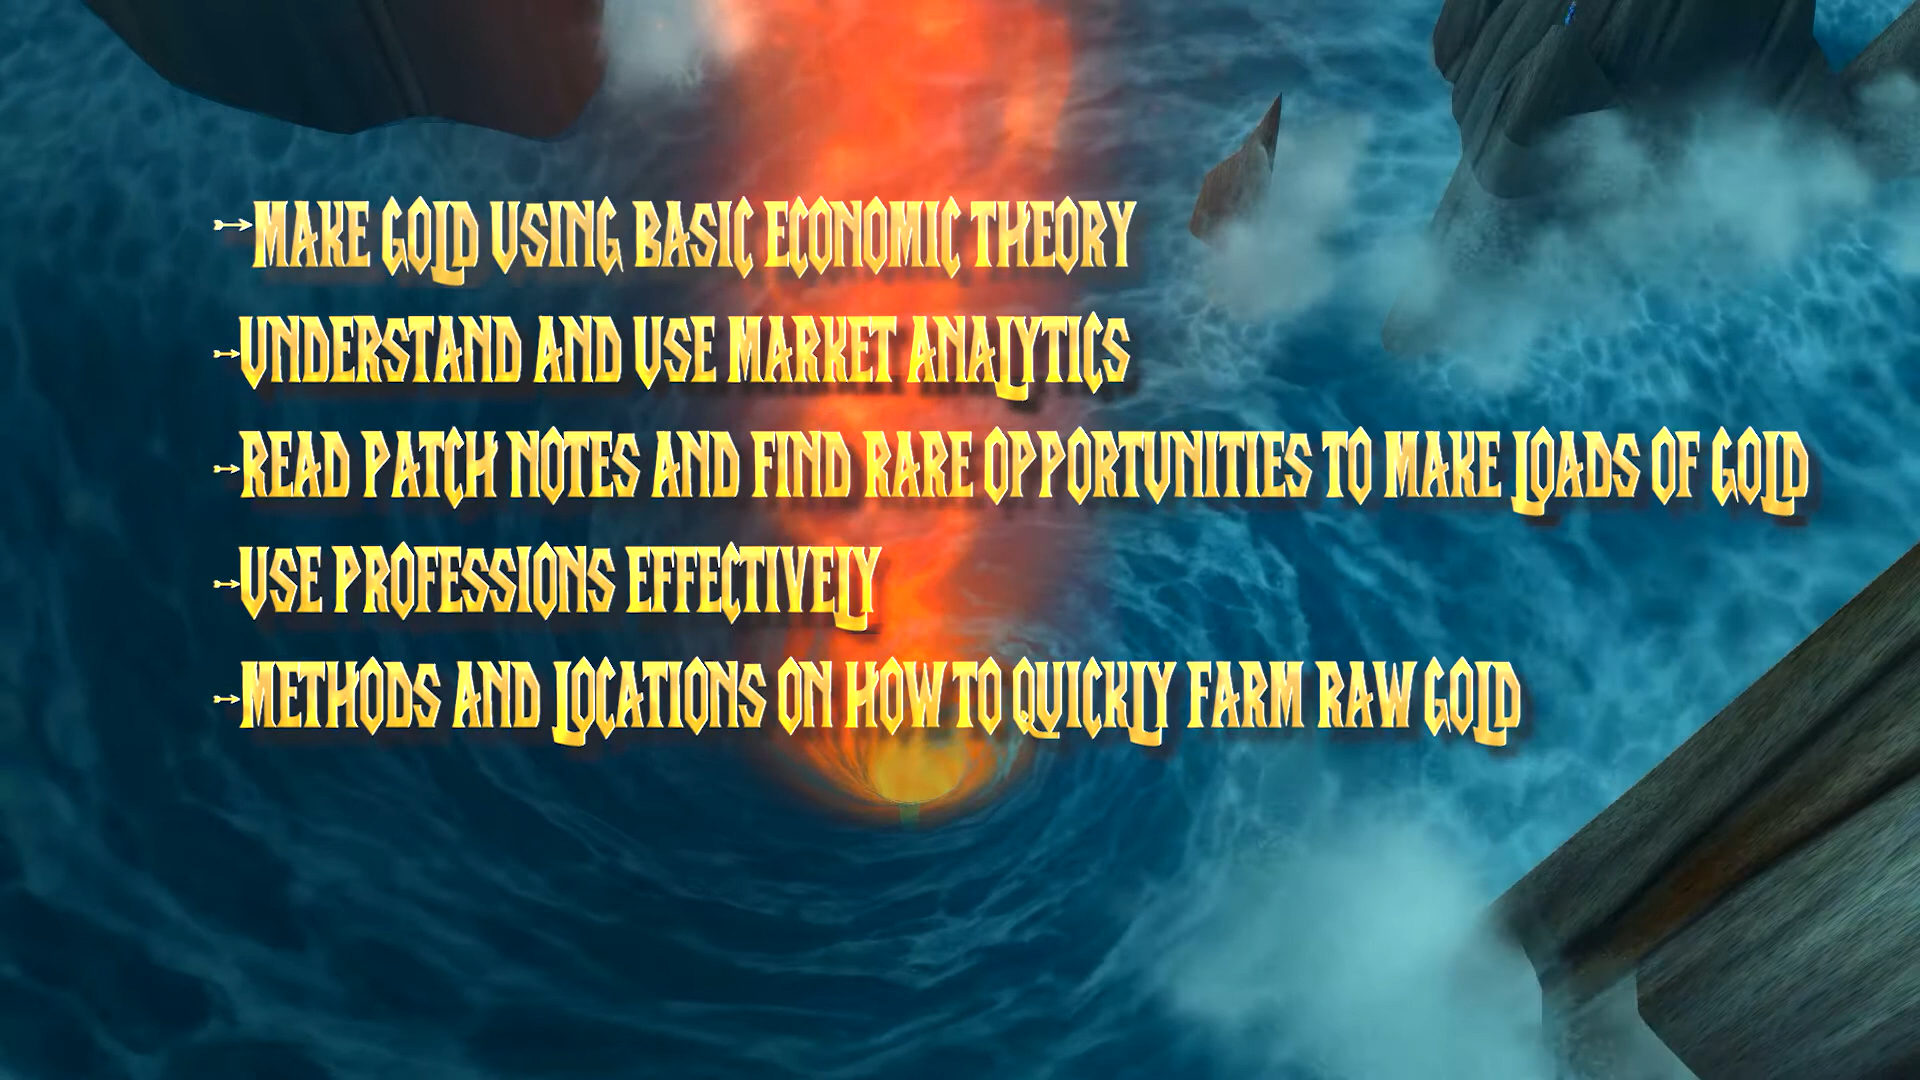 →MAKE GOLD USING BASIC ECONOMIC THEORY
→UNDERSTAND AND USE MARKET ANALYTICS
→READ PATCH NOTES AND FIND RARE OPPORTUNITIES TO MAKE LOADS OF GOLD
→USE PROFESSIONS EFFECTIVELY
→METHODS AND LOCATIONS ON HOW TO QUICKLY FARM RAW GOLD